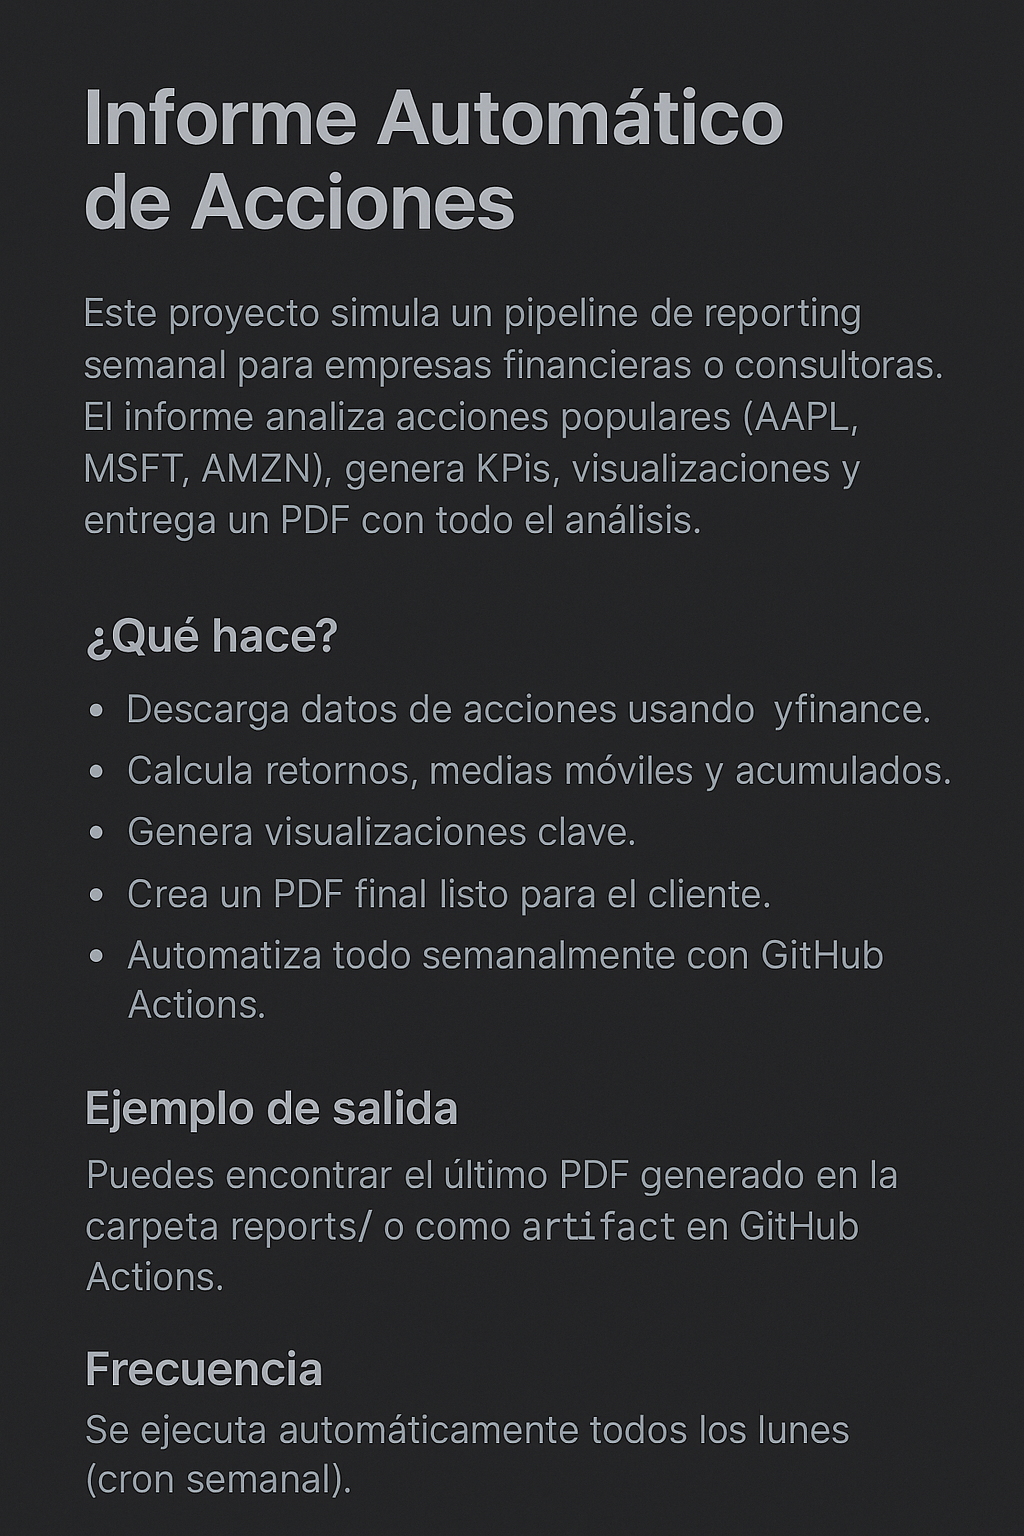 Informe Automático
de Acciones
Este proyecto simula un pipeline de reporting
semanal para empresas financieras o consultoras.
El informe analiza acciones populares (AAPL,
MSFT, AMZN), genera KPis, visualizaciones y
entrega un PDF con todo el análisis.
¿Qué hace?
• Descarga datos de acciones usando yfinance.
• Calcula retornos, medias móviles y acumulados.
• Genera visualizaciones clave.
• Crea un PDF final listo para el cliente.
• Automatiza todo semanalmente con GitHub
Actions.
Ejemplo de salida
Puedes encontrar el último PDF generado en la
carpeta reports/ o como artifact en GitHub
Actions.
Frecuencia
Se ejecuta automáticamente todos los lunes
(cron semanal).